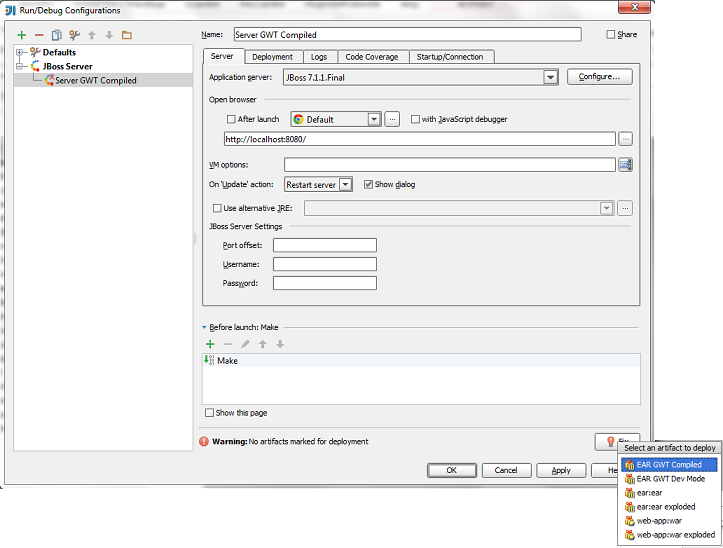 Run/Debug Configurations
Name: Server GWT Compiled Share
Defaults
JBoss Server
Server GWT Compiled
Server Deployment Logs Code Coverage Startup/Connection
Application server: JBoss 7.1.1.Final Configure...
Open browser
After launch Default ... with JavaScript debugger
http://localhost:8080/ ...
VM options:
On 'Update' action: Restart server Show dialog
Use alternative JRE: ...
JBoss Server Settings
Port offset:
Username:
Password:
Before launch: Make
Make
Show this page
Warning: No artifacts marked for deployment
Select an artifact to deploy
EAR GWT Compiled
EAR GWT Dev Mode
ear:ear
ear:ear exploded
web-app:war
web-app:war exploded
OK Cancel Apply